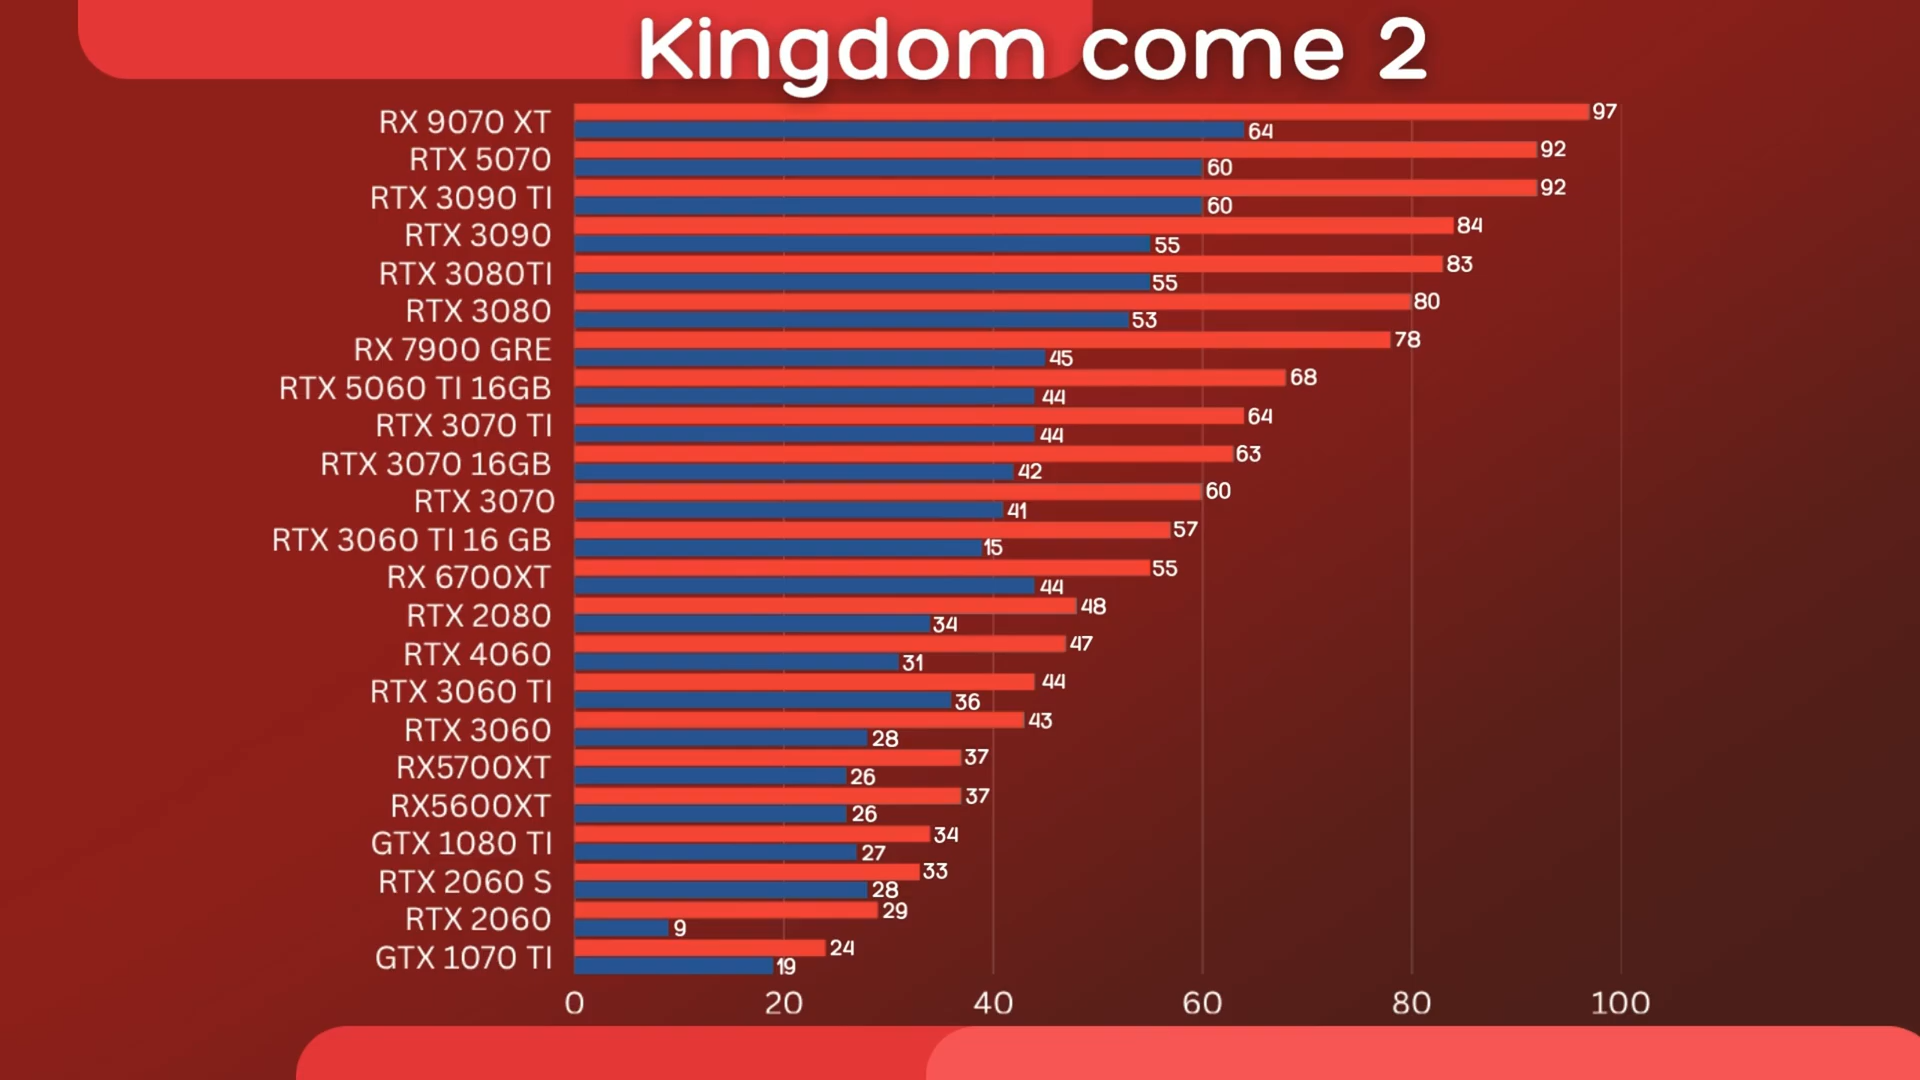 Kingdom come 2
RX 9070 XT 97
64
RTX 5070 92
60
RTX 3090 TI 92
60
RTX 3090 84
55
RTX 3080TI 83
55
RTX 3080 80
53
RX 7900 GRE 78
45
RTX 5060 TI 16GB 68
44
RTX 3070 TI 64
44
RTX 3070 16GB 63
42
RTX 3070 60
41
RTX 3060 TI 16 GB 57
15
RX 6700XT 55
44
RTX 2080 48
34
RTX 4060 47
31
RTX 3060 TI 44
36
RTX 3060 43
28
RX5700XT 37
26
RX5600XT 37
26
GTX 1080 TI 34
27
RTX 2060 S 33
28
RTX 2060 29
9
GTX 1070 TI 24
19
0 20 40 60 80 100